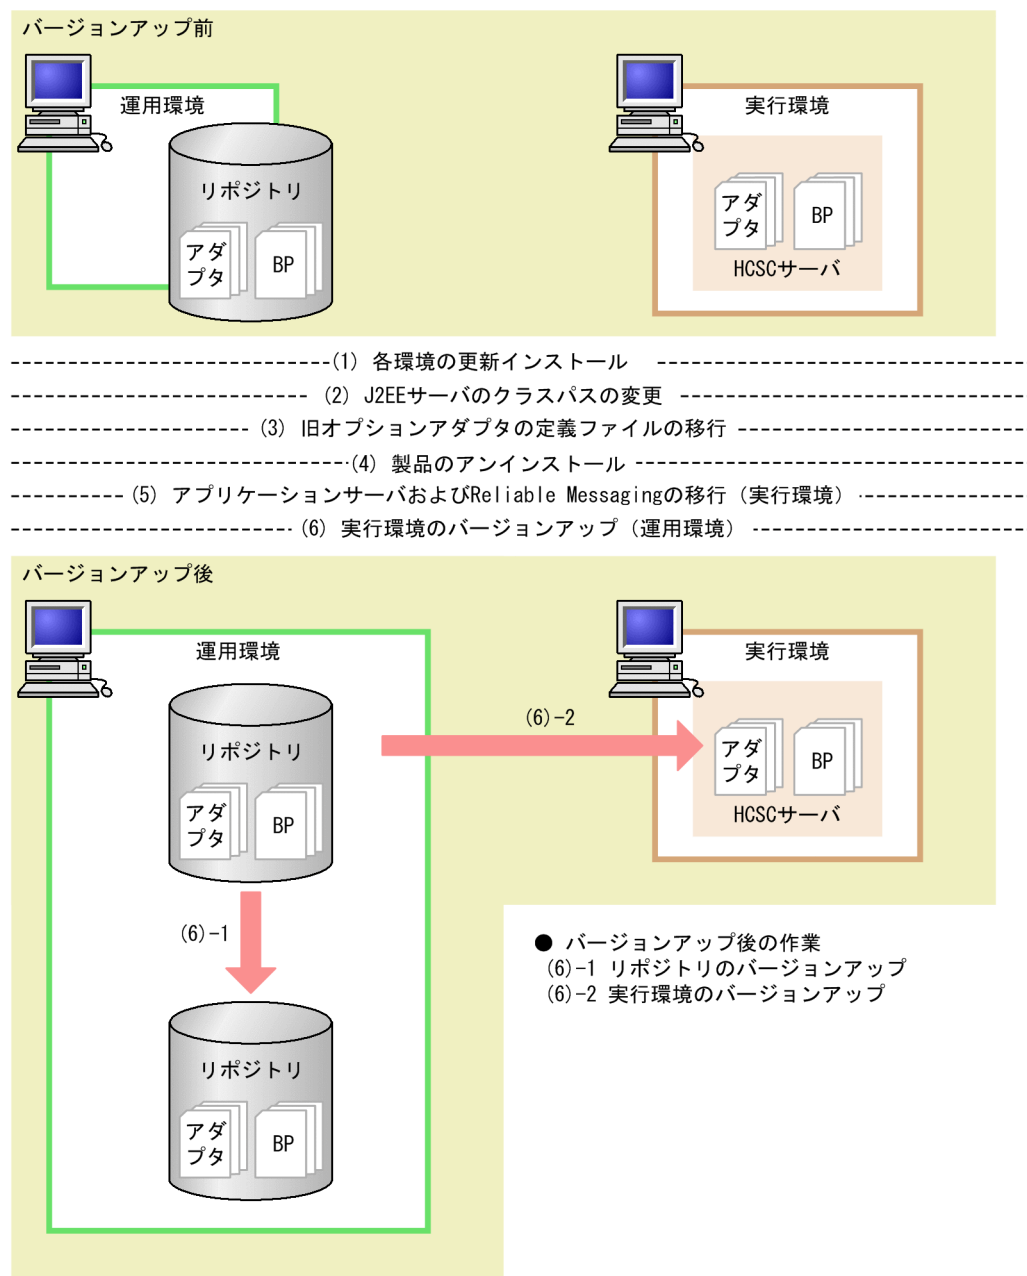 バージョンアップ前
運用環境
リポジトリ
アダ
プタ
BP
実行環境
アダ
プタ
BP
HCSCサーバ
(1) 各環境の更新インストール
(2) J2EEサーバのクラスパスの変更
(3) 旧オプションアダプタの定義ファイルの移行
(4) 製品のアンインストール
(5) アプリケーションサーバおよびReliable Messagingの移行（実行環境）
(6) 実行環境のバージョンアップ（運用環境）
バージョンアップ後
運用環境
リポジトリ
アダ
プタ
BP
(6)-2
実行環境
アダ
プタ
BP
HCSCサーバ
(6)-1
リポジトリ
アダ
プタ
BP
● バージョンアップ後の作業
(6)-1 リポジトリのバージョンアップ
(6)-2 実行環境のバージョンアップ